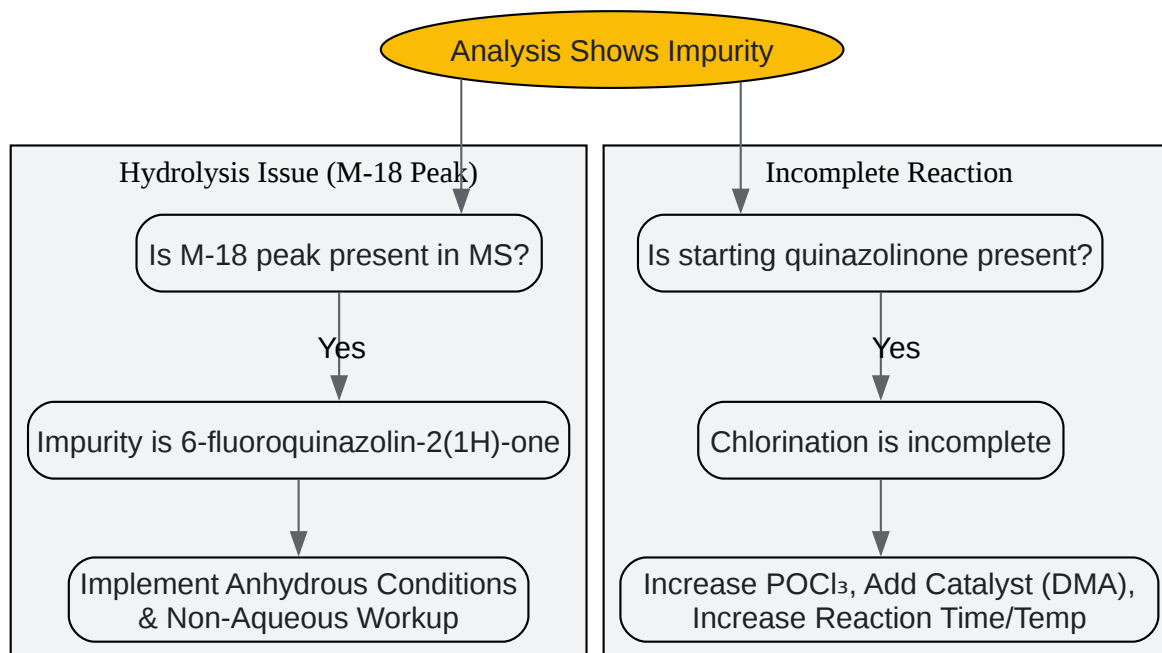 Analysis Shows Impurity
Hydrolysis Issue (M-18 Peak)
Is M-18 peak present in MS?
Yes
Impurity is 6-fluoroquinazolin-2(1H)-one
Implement Anhydrous Conditions
& Non-Aqueous Workup
Incomplete Reaction
Is starting quinazolinone present?
Yes
Chlorination is incomplete
Increase POCl₃, Add Catalyst (DMA),
Increase Reaction Time/Temp